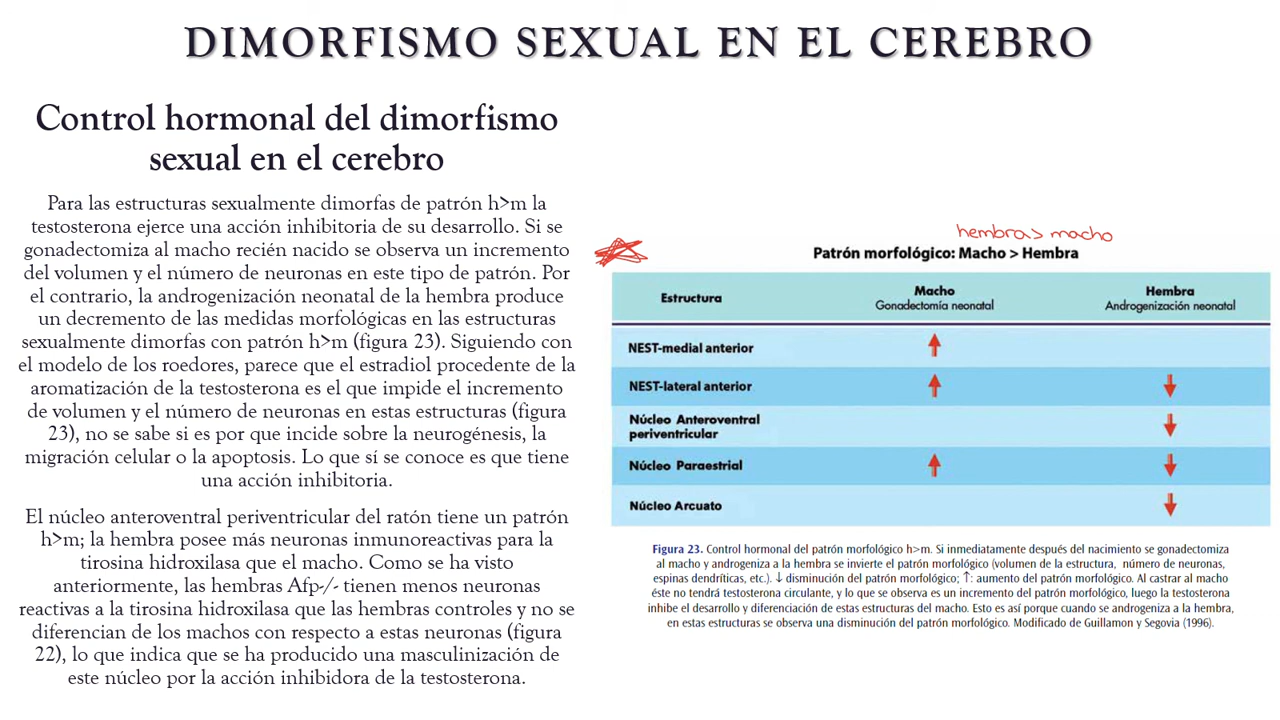 DIMORFISMO SEXUAL EN EL CEREBRO
Control hormonal del dimorfismo
sexual en el cerebro
Para las estructuras sexualmente dimorfas de patrón h>m la
testosterona ejerce una acción inhibitoria de su desarrollo. Si se
gonadectomiza al macho recién nacido se observa un incremento
del volumen y el número de neuronas en este tipo de patrón. Por
el contrario, la androgenización neonatal de la hembra produce
un decremento de las medidas morfológicas en las estructuras
sexualmente dimorfas con patrón h>m (figura 23). Siguiendo con
el modelo de los roedores, parece que el estradiol procedente de la
aromatización de la testosterona es el que impide el incremento
de volumen y el número de neuronas en estas estructuras (figura
23), no se sabe si es por que incide sobre la neurogénesis, la
migración celular o la apoptosis. Lo que sí se conoce es que tiene
una acción inhibitoria.
El núcleo anteroventral periventricular del ratón tiene un patrón
h>m; la hembra posee más neuronas inmunoreactivas para la
tirosina hidroxilasa que el macho. Como se ha visto
anteriormente, las hembras Afp-/- tienen menos neuronas
reactivas a la tirosina hidroxilasa que las hembras controles y no se
diferencian de los machos con respecto a estas neuronas (figura
22), lo que indica que se ha producido una masculinización de
este núcleo por la acción inhibidora de la testosterona.
hembras > macho
Patrón morfológico: Macho > Hembra
Estructura
Macho
Gonadectomía neonatal
Hembra
Androgenización neonatal
NEST-medial anterior ↑
NEST-lateral anterior ↑ ↓
Núcleo Anteroventral
periventricular ↓
Núcleo Paraestrial ↑ ↓
Núcleo Arcuato ↓
Figura 23. Control hormonal del patrón morfológico h>m. Si inmediatamente después del nacimiento se gonadectomiza
al macho y androgeniza a la hembra se invierte el patrón morfológico (volumen de la estructura, número de neuronas,
espinas dendríticas, etc.). ↓ disminución del patrón morfológico; ↑: aumento del patrón morfológico. Al castrar al macho
éste no tendrá testosterona circulante, y lo que se observa es un incremento del patrón morfológico, luego la testosterona
inhibe el desarrollo y diferenciación de estas estructuras del macho. Esto es así porque cuando se androgeniza a la hembra,
en estas estructuras se observa una disminución del patrón morfológico. Modificado de Guillamon y Segovia (1996).